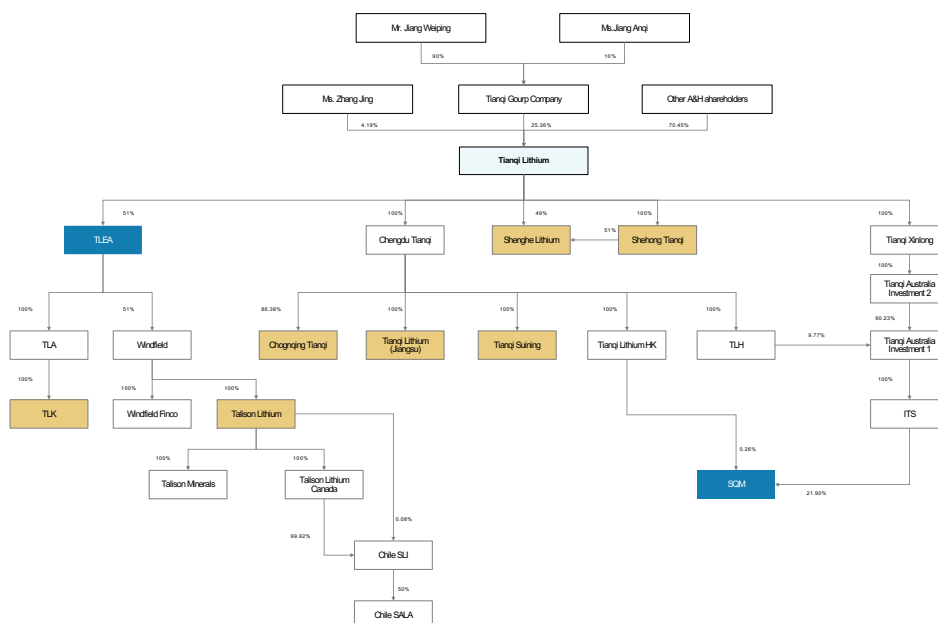 Mr. Jiang Weiping
Ms.Jiang Anqi
90%
10%
Ms. Zhang Jing
Tianqi Gourp Company
Other A&H ahareholders
4.19%
25.36%
70.45%
Tianqi Lithium
51%
100%
49%
100%
100%
TLEA
Chengdu Tianqi
Shenghe Lithium
51%
Shehong Tianqi
Tianqi Xinlong
100%
Tianqi Australia
Investment 2
100%
51%
86.38%
100%
100%
100%
100%
90.23%
TLA
Windfield
Chognqing Tianqi
Tianqi Lithium
(Jiangsu)
Tianqi Suining
Tianqi Lithium HK
TLH
9.77%
Tianqi Australia
Investment 1
100%
100%
100%
100%
TLK
Windfield Finco
Talison Lithium
ITS
100%
100%
0.26%
Talison Minerals
Talison Lithium
Canada
SQM
21.90%
0.08%
99.92%
Chile SLI
50%
Chile SALA